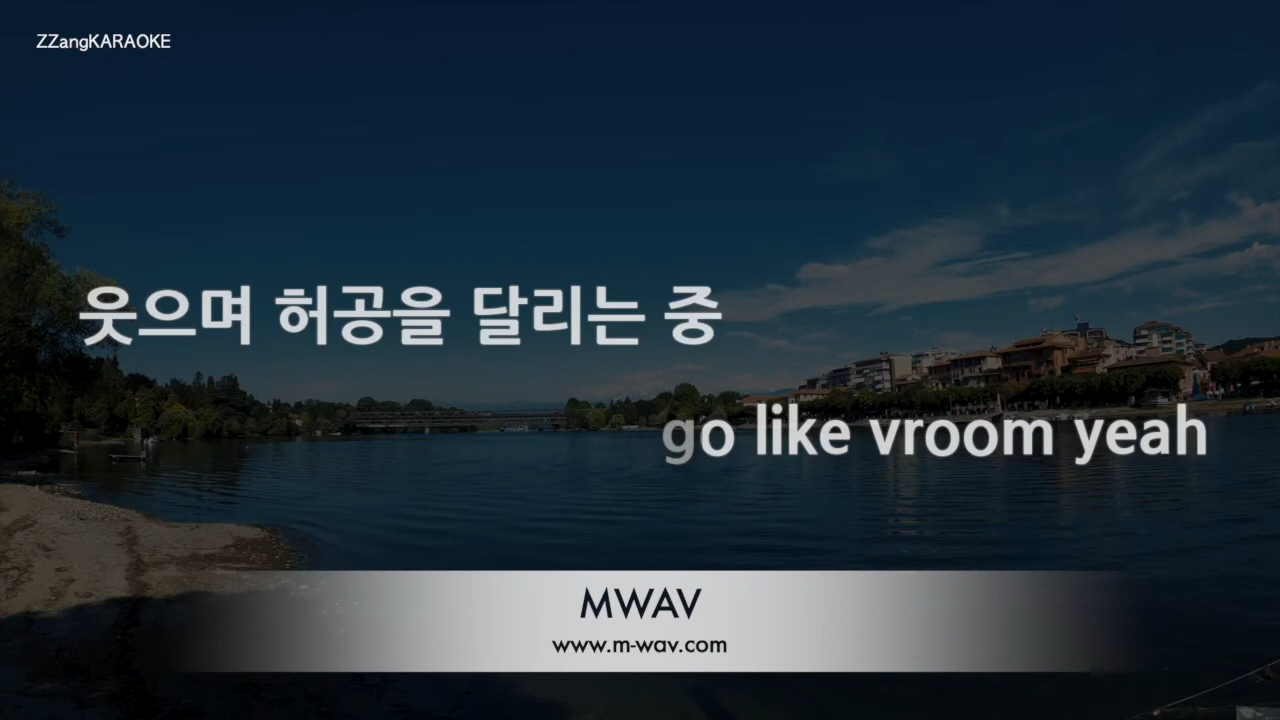 ZZangKARAOKE
웃으며 허공을 달리는 중
go like vroom yeah
MWAV
www.m-wav.com